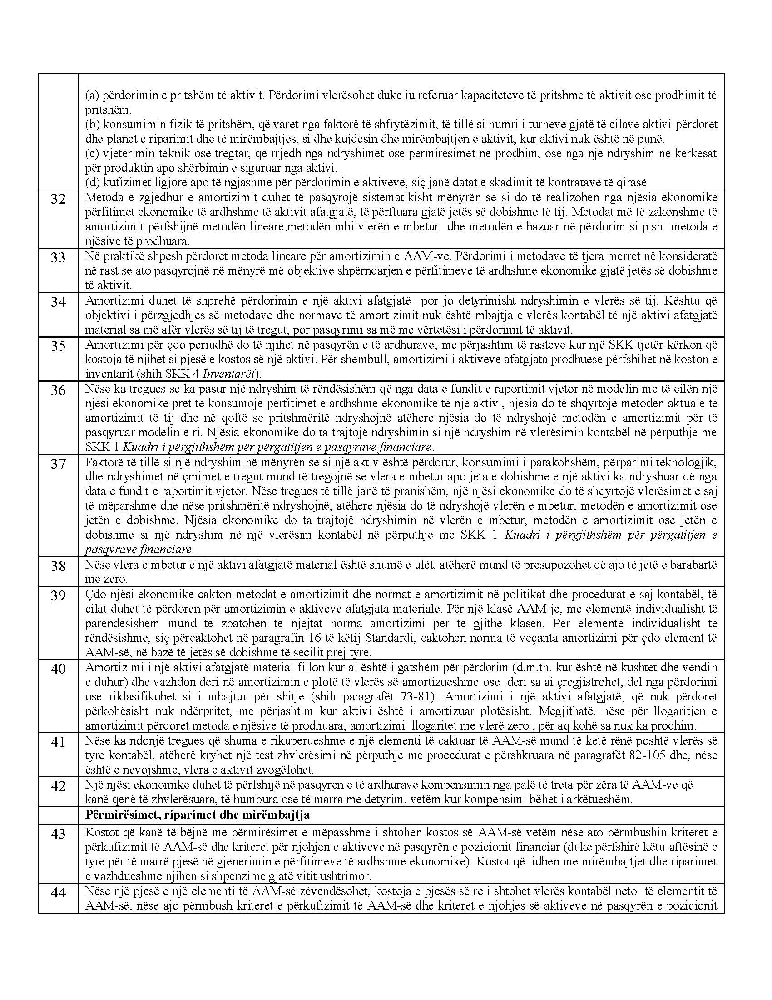 (a) përdorimin e pritshëm të aktivit. Përdorimi vlerësohet duke iu referuar kapaciteteve të pritshme të aktivit ose prodhimit të
pritshëm.
(b) konsumimin fizik të pritshëm, që varet nga faktorë të shfrytëzimit, të tillë si numri i turneve gjatë të cilave aktivi përdoret
dhe planet e riparimit dhe të mirëmbajtjes, si dhe kujdesin dhe mirëmbajtjen e aktivit, kur aktivi nuk është në punë.
(c) vjetërimin teknik ose tregtar, që rrjedh nga ndryshimet ose përmirësimet në prodhim, ose nga një ndryshim në kërkesat
për produktin apo shërbimin e siguruar nga aktivi.
(d) kufizimet ligjore apo të ngjashme për përdorimin e aktiveve, siç janë datat e skadimit të kontratave të qirasë.
32 Metoda e zgjedhur e amortizimit duhet të pasqyrojë sistematikisht mënyrën se si do të realizohen nga njësia ekonomike
përfitimet ekonomike të ardhshme të aktivit afatgjatë, të përftuara gjatë jetës së dobishme të tij. Metodat më të zakonshme të
amortizimit përfshijnë metodën lineare,metodën mbi vlerën e mbetur dhe metodën e bazuar në përdorim si p.sh metoda e
njësive të prodhuara.
33 Në praktikë shpesh përdoret metoda lineare për amortizimin e AAM-ve. Përdorimi i metodave të tjera merret në konsideratë
në rast se ato pasqyrojnë në mënyrë më objektive shpërndarjen e përfitimeve të ardhshme ekonomike gjatë jetës së dobishme
të aktivit.
34 Amortizimi duhet të shprehë përdorimin e një aktivi afatgjatë por jo detyrimisht ndryshimin e vlerës së tij. Kështu që
objektivi i përzgjedhjes së metodave dhe normave të amortizimit nuk është mbajtja e vlerës kontabël të një aktivi afatgjatë
material sa më afër vlerës së tij të tregut, por pasqyrimi sa më me vërtetësi i përdorimit të aktivit.
35 Amortizimi për çdo periudhë do të njihet në pasqyrën e të ardhurave, me përjashtim të rasteve kur një SKK tjetër kërkon që
kostoja të njihet si pjesë e kostos së një aktivi. Për shembull, amortizimi i aktiveve afatgjata prodhuese përfshihet në koston e
inventarit (shih SKK 4 Inventarët).
36 Nëse ka tregues se ka pasur një ndryshim të rëndësishëm që nga data e fundit e raportimit vjetor në modelin me të cilën një
njësi ekonomike pret të konsumojë përfitimet e ardhshme ekonomike të një aktivi, njësia do të shqyrtojë metodën aktuale të
amortizimit të tij dhe në qoftë se pritshmëritë ndryshojnë atëhere njësia do të ndryshojë metodën e amortizimit për të
pasqyruar modelin e ri. Njësia ekonomike do ta trajtojë ndryshimin si një ndryshim në vlerësimin kontabël në përputhje me
SKK 1 Kuadri i përgjithshëm për përgatitjen e pasqyrave financiare.
37 Faktorë të tillë si një ndryshim në mënyrën se si një aktiv është përdorur, konsumimi i parakohshëm, përparimi teknologjik,
dhe ndryshimet në çmimet e tregut mund të tregojnë se vlera e mbetur apo jeta e dobishme e një aktivi ka ndryshuar që nga
data e fundit e raportimit vjetor. Nëse tregues të tillë janë të pranishëm, një njësi ekonomike do të shqyrtojë vlerësimet e saj
të mëparshme dhe nëse pritshmëritë ndryshojnë, atëhere njësia do të ndryshojë vlerën e mbetur, metodën e amortizimit ose
jetën e dobishme. Njësia ekonomike do ta trajtojë ndryshimin në vlerën e mbetur, metodën e amortizimit ose jetën e
dobishme si një ndryshim në një vlerësim kontabël në përputhje me SKK 1 Kuadri i përgjithshëm për përgatitjen e
pasqyrave financiare
38 Nëse vlera e mbetur e një aktivi afatgjatë material është shumë e ulët, atëherë mund të presupozohet që ajo të jetë e barabartë
me zero.
39 Çdo njësi ekonomike cakton metodat e amortizimit dhe normat e amortizimit në politikat dhe procedurat e saj kontabël, të
cilat duhet të përdoren për amortizimin e aktiveve afatgjata materiale. Për një klasë AAM-je, me elementë individualisht të
parëndësishëm mund të zbatohen të njëjtat norma amortizimi për të gjithë klasën. Për elementë individualisht të
rëndësishme, siç përcaktohet në paragrafin 16 të këtij Standardi, caktohen norma të veçanta amortizimi për çdo element të
AAM-së, në bazë të jetës së dobishme të secilit prej tyre.
40 Amortizimi i një aktivi afatgjatë material fillon kur ai është i gatshëm për përdorim (d.m.th. kur është në kushtet dhe vendin
e duhur) dhe vazhdon deri në amortizimin e plotë të vlerës së amortizueshme ose deri sa ai çregjistrohet, del nga përdorimi
ose riklasifikohet si i mbajtur për shitje (shih paragrafët 73-81). Amortizimi i një aktivi afatgjatë, që nuk përdoret
përkohësisht nuk ndërpritet, me përjashtim kur aktivi është i amortizuar plotësisht. Megjithatë, nëse për llogaritjen e
amortizimit përdoret metoda e njësive të prodhuara, amortizimi llogaritet me vlerë zero , për aq kohë sa nuk ka prodhim.
41 Nëse ka ndonjë tregues që shuma e rikuperueshme e një elementi të caktuar të AAM-së mund të ketë rënë poshtë vlerës së
tyre kontabël, atëherë kryhet një test zhvlerësimi në përputhje me procedurat e përshkruara në paragrafët 82-105 dhe, nëse
është e nevojshme, vlera e aktivit zvogëlohet.
42 Një njësi ekonomike duhet të përfshijë në pasqyren e të ardhurave kompensimin nga palë të treta për zëra të AAM-ve që
kanë qenë të zhvlerësuara, të humbura ose të marra me detyrim, vetëm kur kompensimi bëhet i arkëtueshëm.
Përmirësimet, riparimet dhe mirëmbajtja
43 Kostot që kanë të bëjnë me përmirësimet e mëpasshme i shtohen kostos së AAM-së vetëm nëse ato përmbushin kriteret e
përkufizimit të AAM-së dhe kriteret për njohjen e aktiveve në pasqyrën e pozicionit financiar (duke përfshirë këtu aftësinë e
tyre për të marrë pjesë në gjenerimin e përfitimeve të ardhshme ekonomike). Kostot që lidhen me mirëmbajtjet dhe riparimet
e vazhdueshme njihen si shpenzime gjatë vitit ushtrimor.
44 Nëse një pjesë e një elementi të AAM-së zëvendësohet, kostoja e pjesës së re i shtohet vlerës kontabël neto të elementit të
AAM-së, nëse ajo përmbush kriteret e përkufizimit të AAM-së dhe kriteret e njohjes së aktiveve në pasqyrën e pozicionit